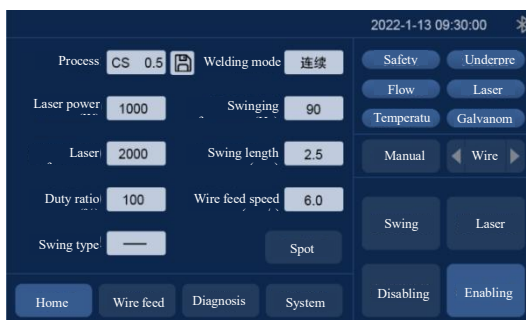 2022-1-13 09:30:00
Process CS 0.5 Welding mode 连续
Laser power 1000 Swinging 90
Laser 2000 Swing length 2.5
Duty ratio 100 Wire feed speed 6.0
Swing type — Spot
Home Wire feed Diagnosis System
Safety Underpre
Flow Laser
Temperatu Galvanom
Manual Wire
Swing Laser
Disabling Enabling